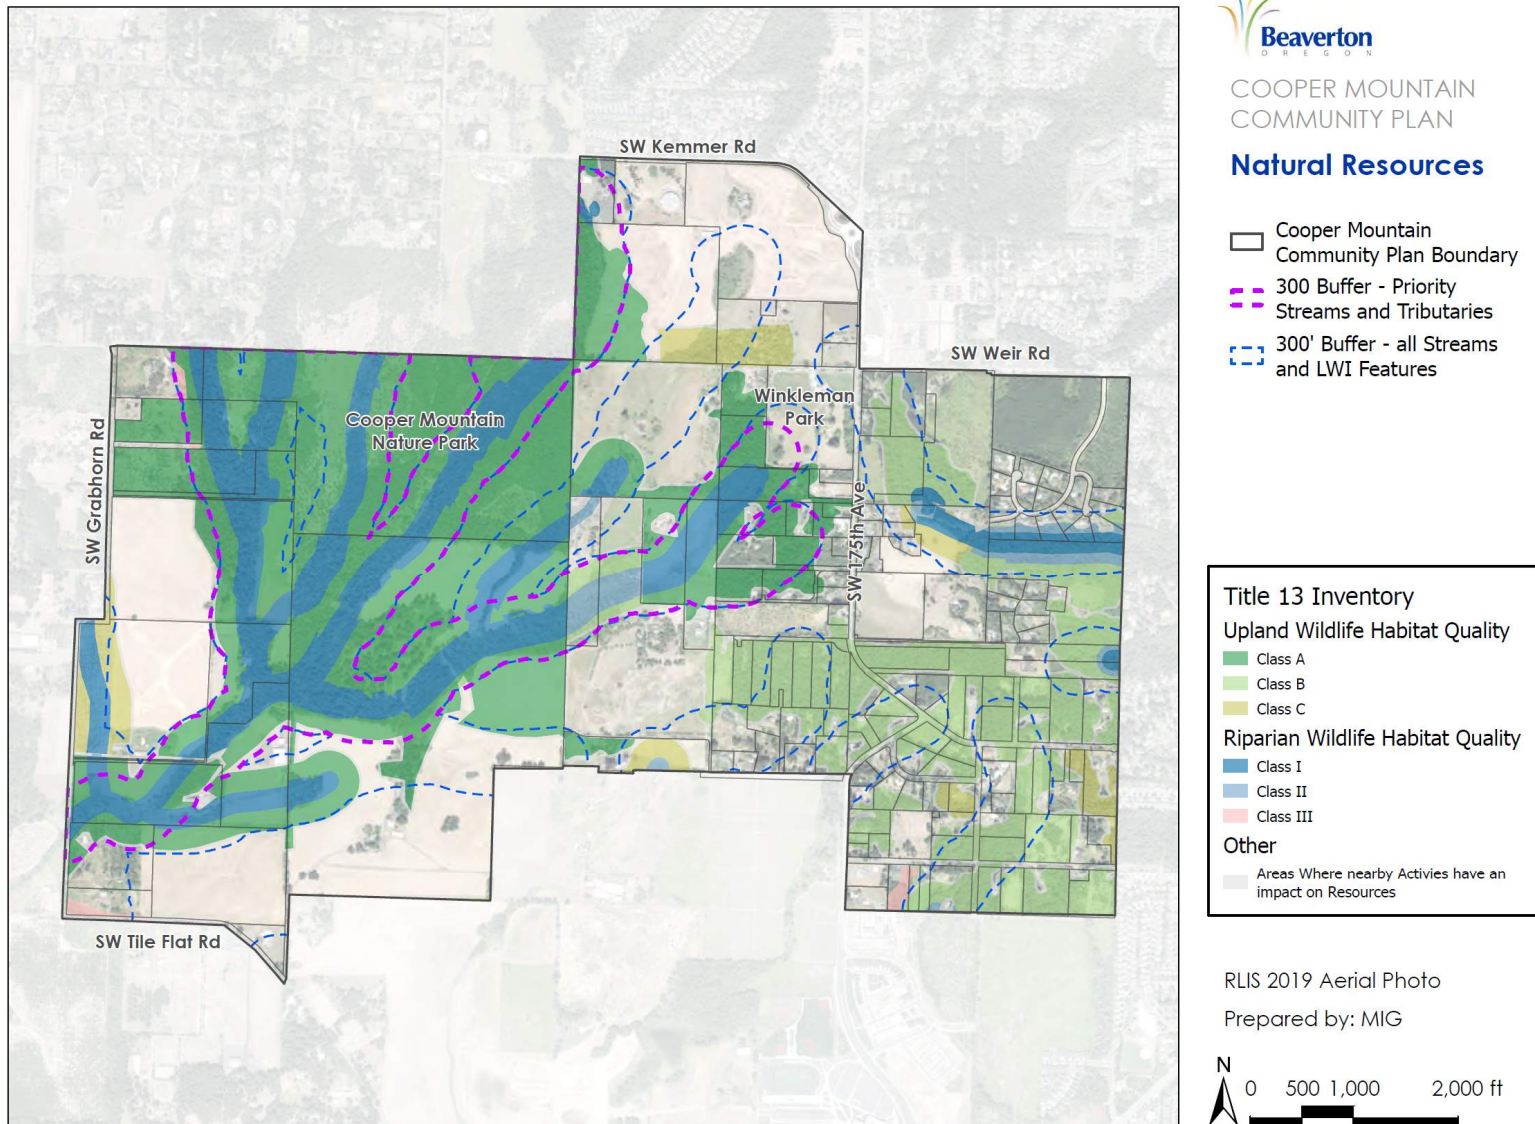 SW Kemmer Rd
SW Weir Rd
Winkleman
Park
Cooper Mountain
Nature Park
SW Grabhorn Rd
SW 175th Ave
SW Tile Flat Rd
Beaverton
OREGON
COOPER MOUNTAIN
COMMUNITY PLAN
Natural Resources
Cooper Mountain
Community Plan Boundary
300 Buffer - Priority
Streams and Tributaries
300' Buffer - all Streams
and LWI Features
Title 13 Inventory
Upland Wildlife Habitat Quality
Class A
Class B
Class C
Riparian Wildlife Habitat Quality
Class I
Class II
Class III
Other
Areas Where nearby Activies have an
impact on Resources
RLIS 2019 Aerial Photo
Prepared by: MIG
N
0 500 1,000 2,000 ft